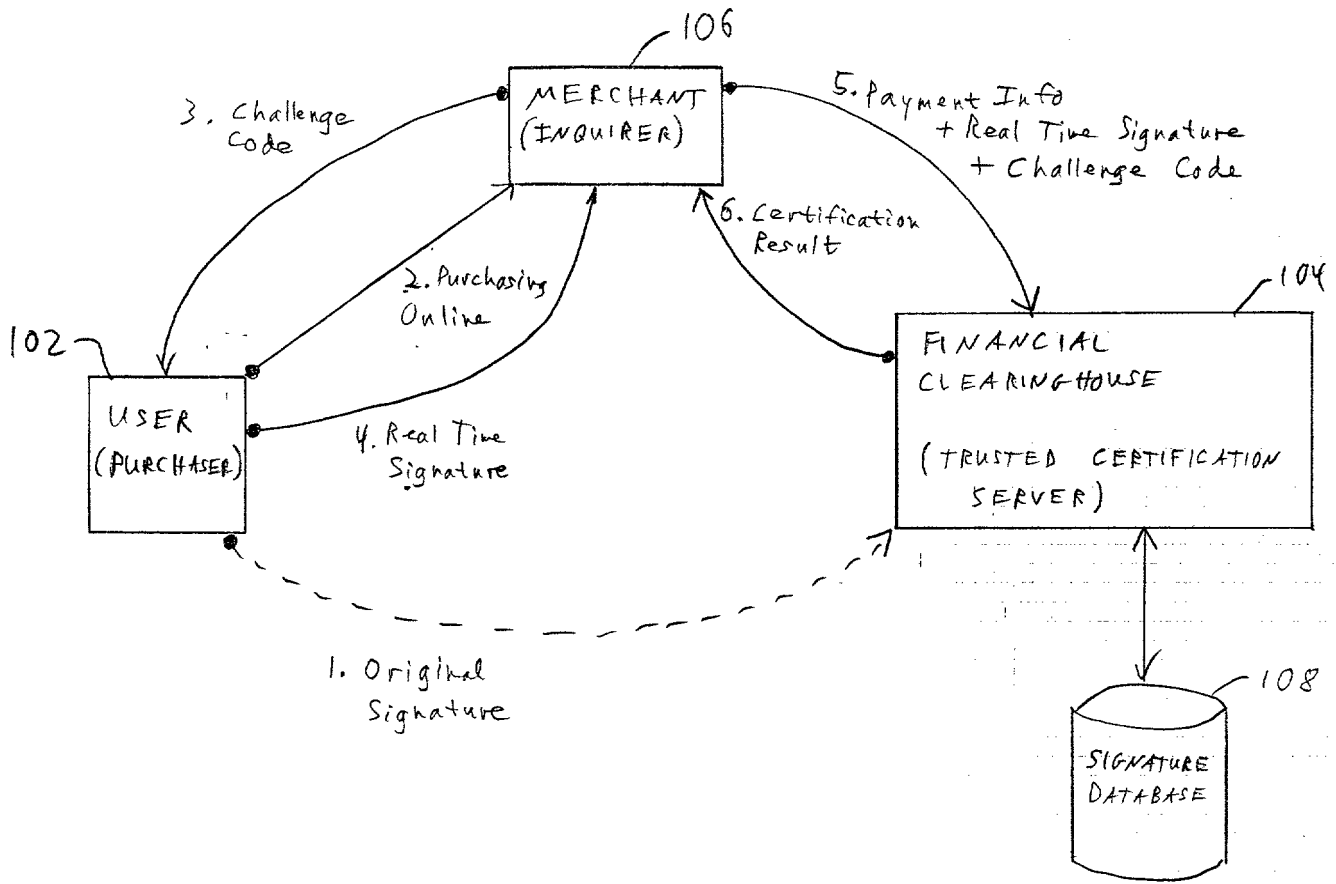 106
MERCHANT
(INQUIRER)
3. Challenge
Code
5. Payment Info
+ Real Time Signature
+ Challenge Code
6. Certification
Result
2. Purchasing
Online
104
102
FINANCIAL
CLEARINGHOUSE
(TRUSTED CERTIFICATION
SERVER)
USER
(PURCHASER)
4. Real Time
Signature
1. Original
Signature
108
SIGNATURE
DATABASE